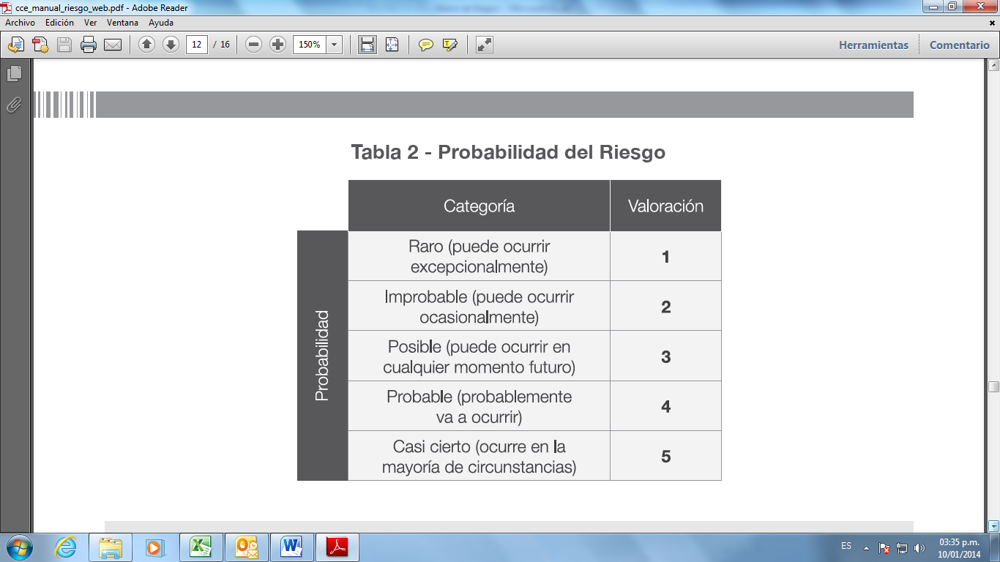 cce_manual_riesgo_web.pdf - Adobe Reader
Archivo Edición Ver Ventana Ayuda
12 / 16 150% Herramientas Comentario
Tabla 2 - Probabilidad del Riesgo
Categoría Valoración
Probabilidad
Raro (puede ocurrir
excepcionalmente) 1
Improbable (puede ocurrir
ocasionalmente) 2
Posible (puede ocurrir en
cualquier momento futuro) 3
Probable (probablemente
va a ocurrir) 4
Casi cierto (ocurre en la
mayoría de circunstancias) 5
ES 03:35 p.m.
10/01/2014